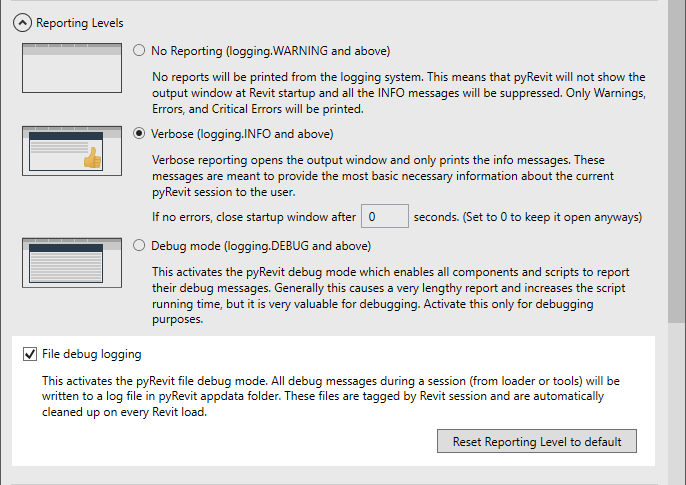 Reporting Levels
No Reporting (logging.WARNING and above)
No reports will be printed from the logging system. This means that pyRevit will not show the
output window at Revit startup and all the INFO messages will be suppressed. Only Warnings,
Errors, and Critical Errors will be printed.
Verbose (logging.INFO and above)
Verbose reporting opens the output window and only prints the info messages. These
messages are meant to provide the most basic necessary information about the current
pyRevit session to the user.
If no errors, close startup window after 0 seconds. (Set to 0 to keep it open anyways)
Debug mode (logging.DEBUG and above)
This activates the pyRevit debug mode which enables all components and scripts to report
their debug messages. Generally this causes a very lengthy report and increases the script
running time, but it is very valuable for debugging. Activate this only for debugging
purposes.
File debug logging
This activates the pyRevit file debug mode. All debug messages during a session (from loader or tools) will be
written to a log file in pyRevit appdata folder. These files are tagged by Revit session and are automatically
cleaned up on every Revit load.
Reset Reporting Level to default